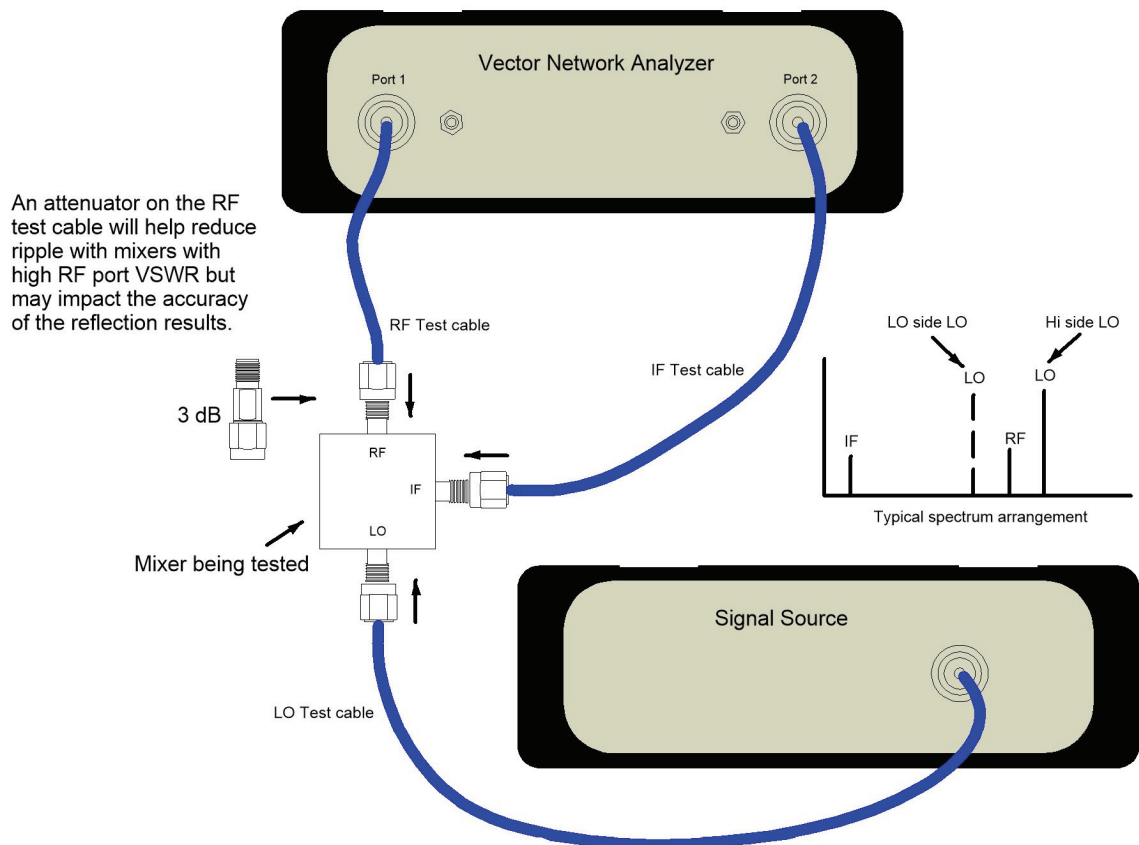 Vector Network Analyzer
Port 1
Port 2
An attenuator on the RF
test cable will help reduce
ripple with mixers with
high RF port VSWR but
may impact the accuracy
of the reflection results.
RF Test cable
IF Test cable
LO side LO
Hi side LO
LO
LO
IF
RF
Typical spectrum arrangement
3 dB
RF
IF
LO
Mixer being tested
Signal Source
LO Test cable